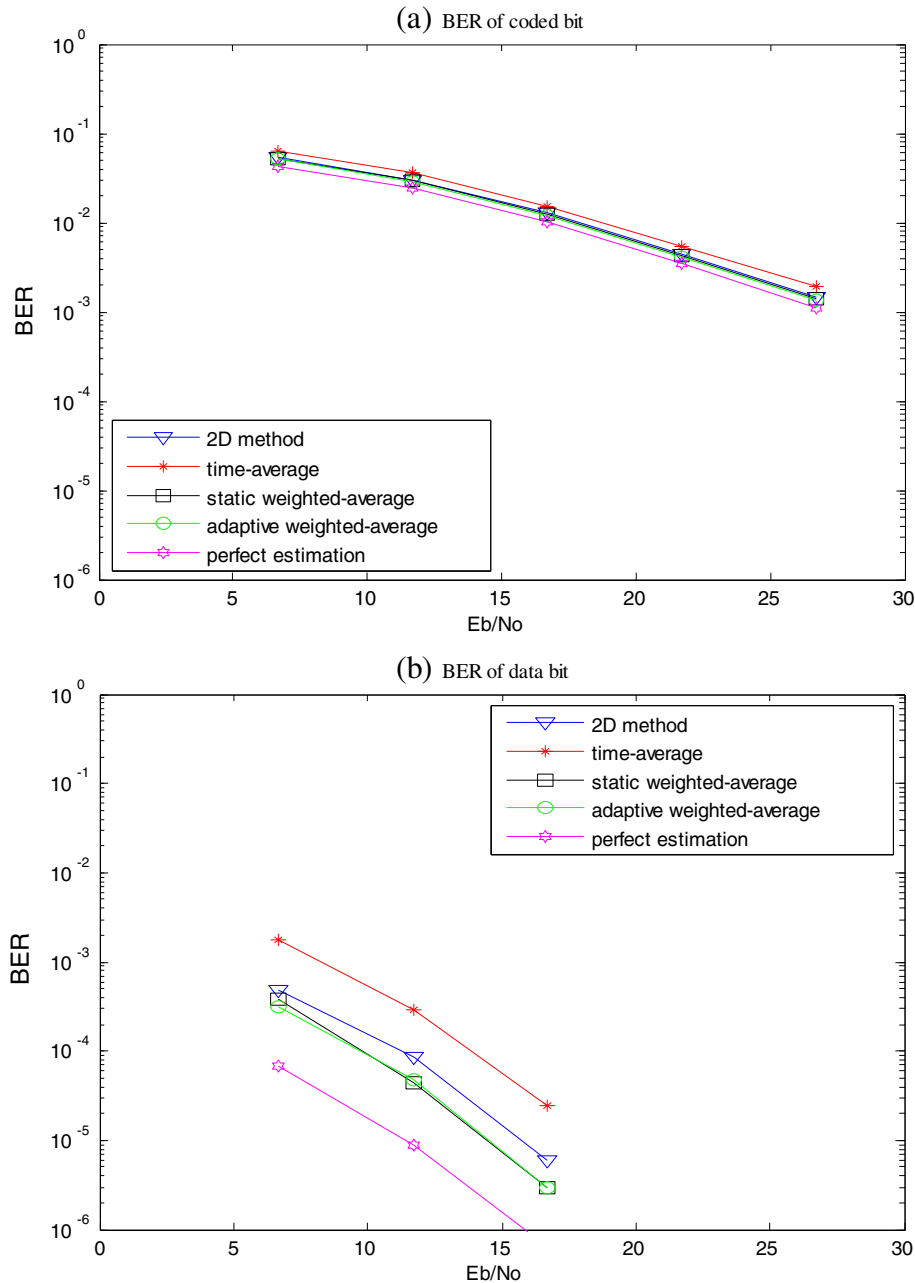 (a) BER of coded bit
10^0
10^-1
10^-2
10^-3
10^-4
10^-5
10^-6
BER
2D method
time-average
static weighted-average
adaptive weighted-average
perfect estimation
0 5 10 15 20 25 30
Eb/No
(b) BER of data bit
10^0
10^-1
10^-2
10^-3
10^-4
10^-5
10^-6
BER
2D method
time-average
static weighted-average
adaptive weighted-average
perfect estimation
0 5 10 15 20 25 30
Eb/No